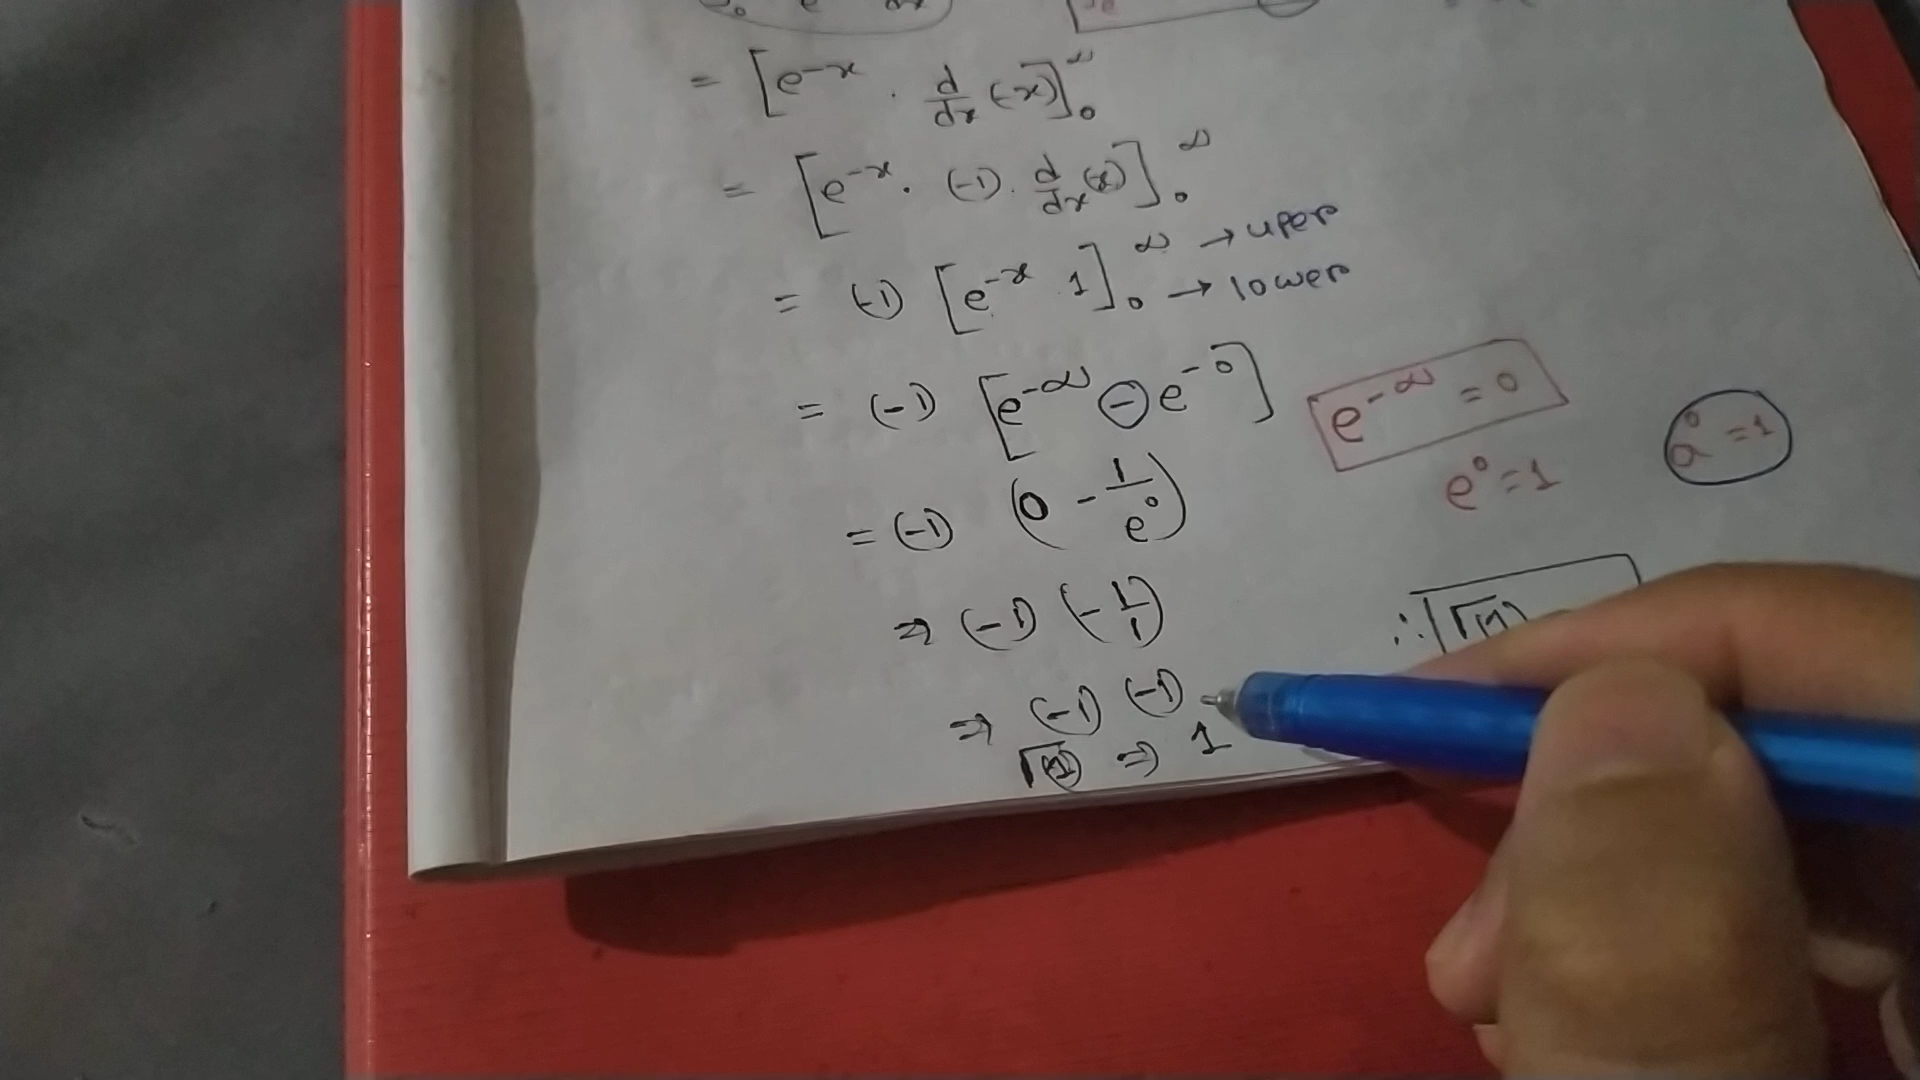 = [e^-x . d/dx (-x)]_0^∞
= [e^-x . (-1) . d/dx (x)]_0^∞
= (-1) [e^-x 1]_0^∞ → uper
→ lower
= (-1) [e^-∞ - e^-0]
e^-∞ = 0
e^0 = 1
a^0 = 1
= (-1) (0 - 1/e^0)
⇒ (-1) (-1/1)
⇒ (-1) (-1)
Γ(1) ⇒ 1
∴ Γ(1)